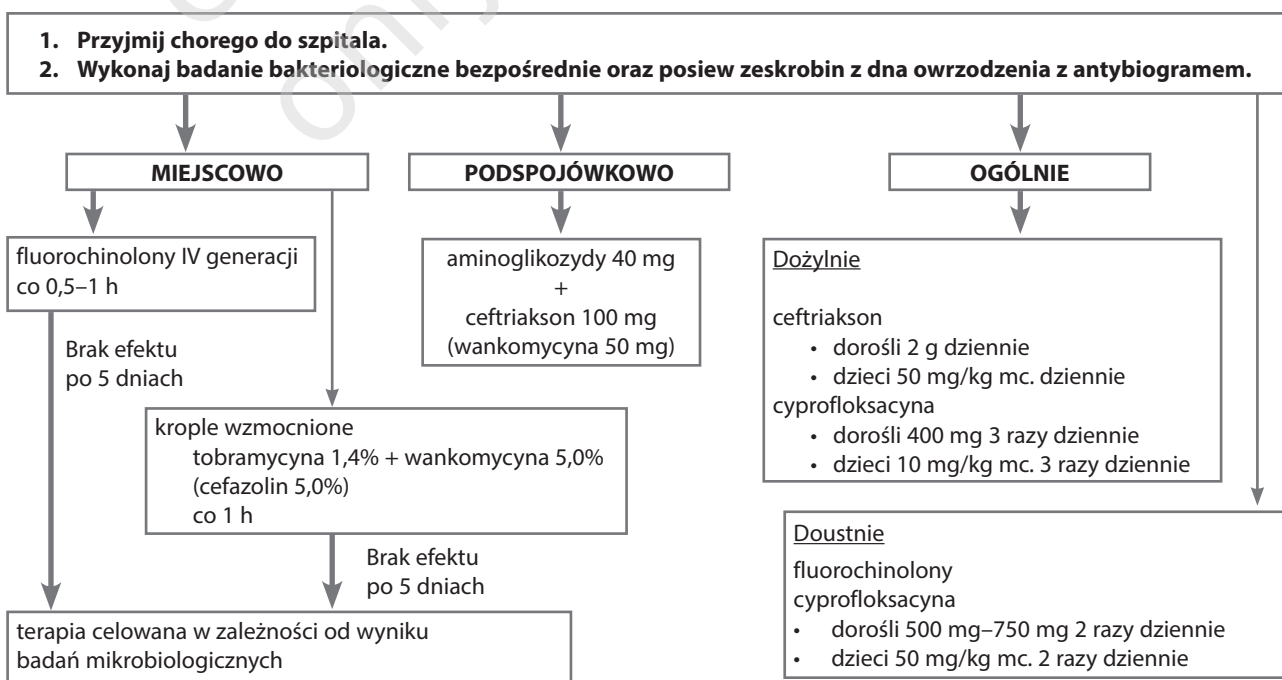 1. Przyjmij chorego do szpitala.
2. Wykonaj badanie bakteriologiczne bezpośrednie oraz posiew zeskrobin z dna owrzodzenia z antybiogramem.
MIEJSCOWO
fluorochinolony IV generacji
co 0,5–1 h
Brak efektu
po 5 dniach
krople wzmocnione
tobramycyna 1,4% + wankomycyna 5,0%
(cefazolin 5,0%)
co 1 h
Brak efektu
po 5 dniach
terapia celowana w zależności od wyniku
badań mikrobiologicznych
PODSPOJÓWKOWO
aminoglikozydy 40 mg
+
ceftriakson 100 mg
(wankomycyna 50 mg)
OGÓLNIE
Dożylnie
ceftriakson
• dorośli 2 g dziennie
• dzieci 50 mg/kg mc. dziennie
cyprofloksacyna
• dorośli 400 mg 3 razy dziennie
• dzieci 10 mg/kg mc. 3 razy dziennie
Doustnie
fluorochinolony
cyprofloksacyna
• dorośli 500 mg–750 mg 2 razy dziennie
• dzieci 50 mg/kg mc. 2 razy dziennie